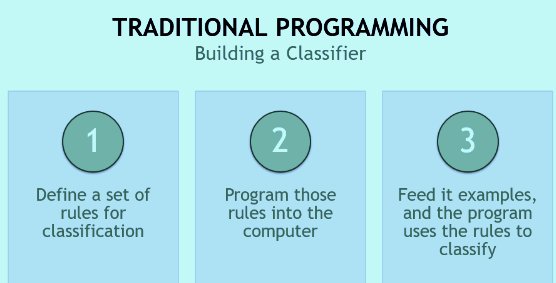 TRADITIONAL PROGRAMMING
Building a Classifier
1
Define a set of
rules for
classification
2
Program those
rules into the
computer
3
Feed it examples,
and the program
uses the rules to
classify